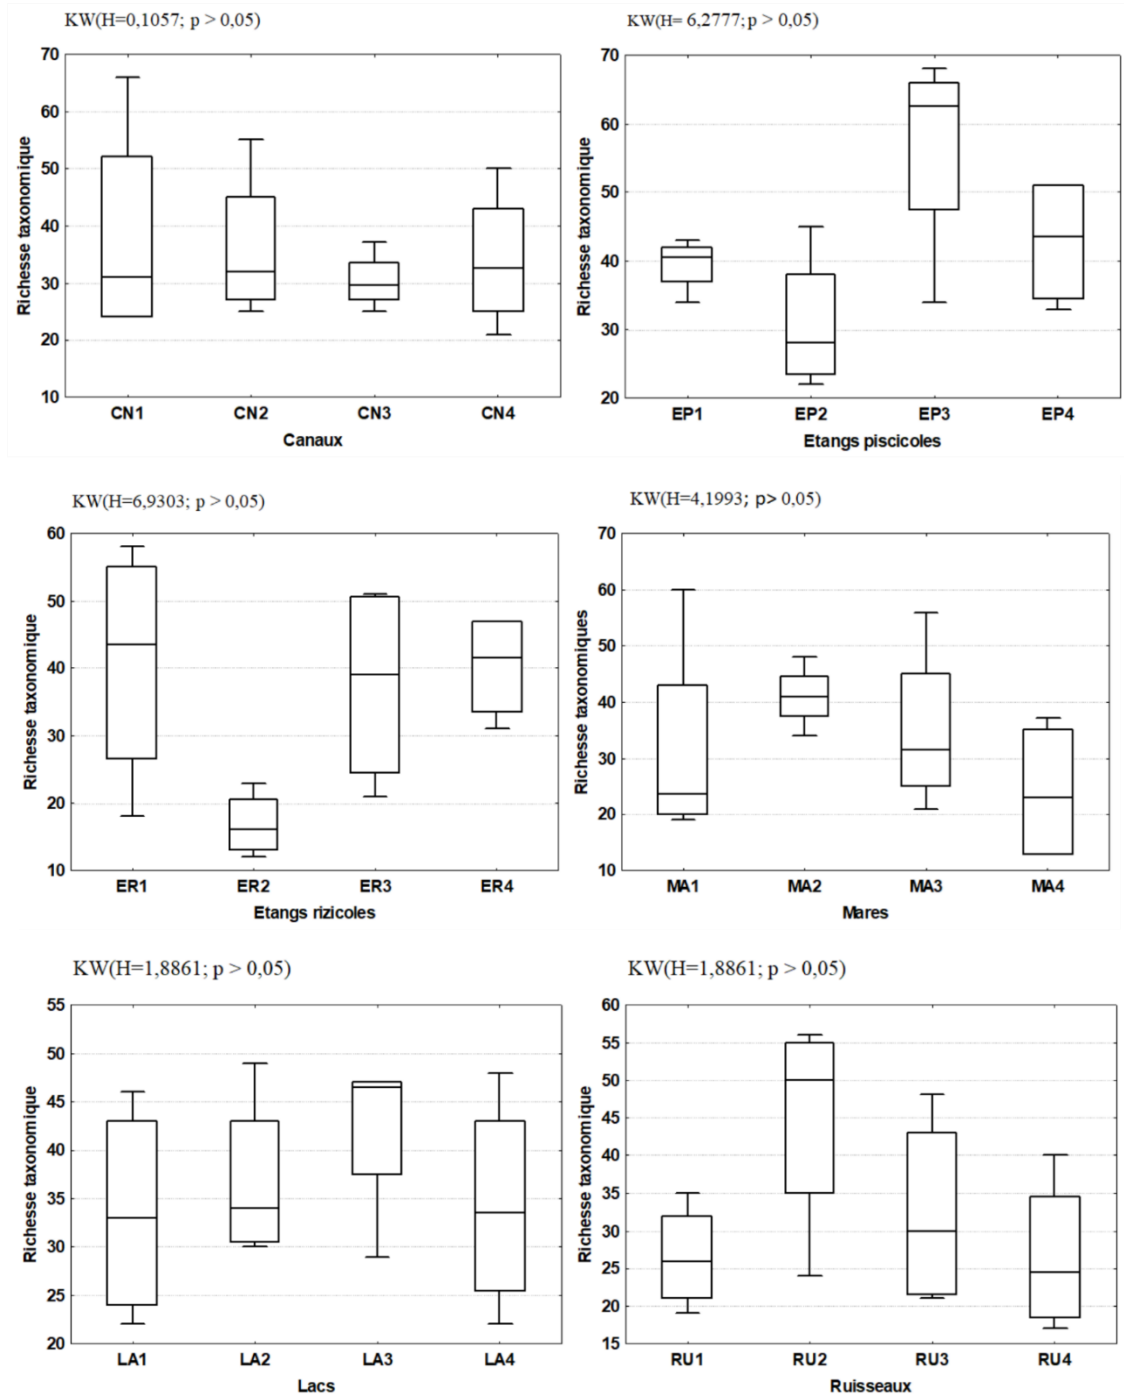 KW(H=0,1057; p > 0,05)
70
60
50
40
30
20
10
Richesse taxonomique
CN1 CN2 CN3 CN4
Canaux
KW(H= 6,2777; p > 0,05)
70
60
50
40
30
20
Richesse taxonomique
EP1 EP2 EP3 EP4
Etangs piscicoles
KW(H=6,9303; p > 0,05)
60
50
40
30
20
10
Richesse taxonomique
ER1 ER2 ER3 ER4
Etangs rizicoles
KW(H=4,1993; p> 0,05)
70
60
50
40
30
20
10
Richesse taxonomiques
MA1 MA2 MA3 MA4
Mares
KW(H=1,8861; p > 0,05)
55
50
45
40
35
30
25
20
Richesse taxonomique
LA1 LA2 LA3 LA4
Lacs
KW(H=1,8861; p > 0,05)
60
55
50
45
40
35
30
25
20
15
Richesse taxonomique
RU1 RU2 RU3 RU4
Ruisseaux